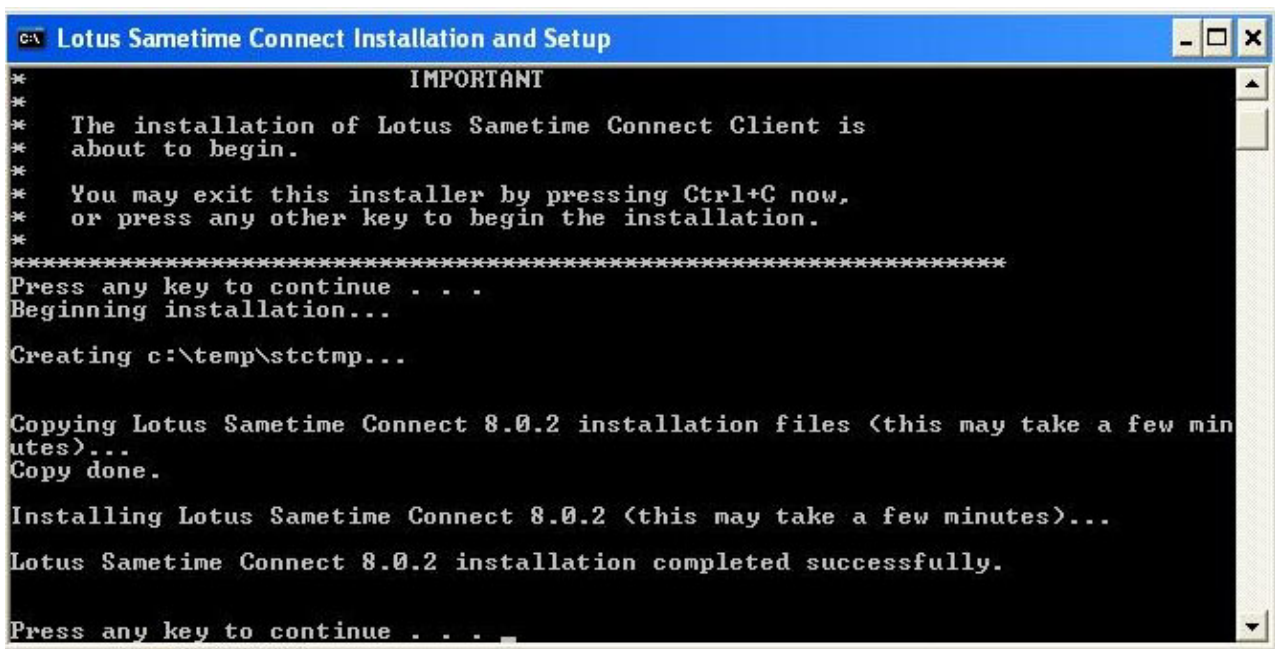 Lotus Sametime Connect Installation and Setup
* IMPORTANT
*
* The installation of Lotus Sametime Connect Client is
* about to begin.
*
* You may exit this installer by pressing Ctrl+C now,
* or press any other key to begin the installation.
*
*****************************************************************
Press any key to continue . . .
Beginning installation...
Creating c:\temp\stctmp...
Copying Lotus Sametime Connect 8.0.2 installation files (this may take a few min
utes)...
Copy done.
Installing Lotus Sametime Connect 8.0.2 (this may take a few minutes)...
Lotus Sametime Connect 8.0.2 installation completed successfully.
Press any key to continue . . . _